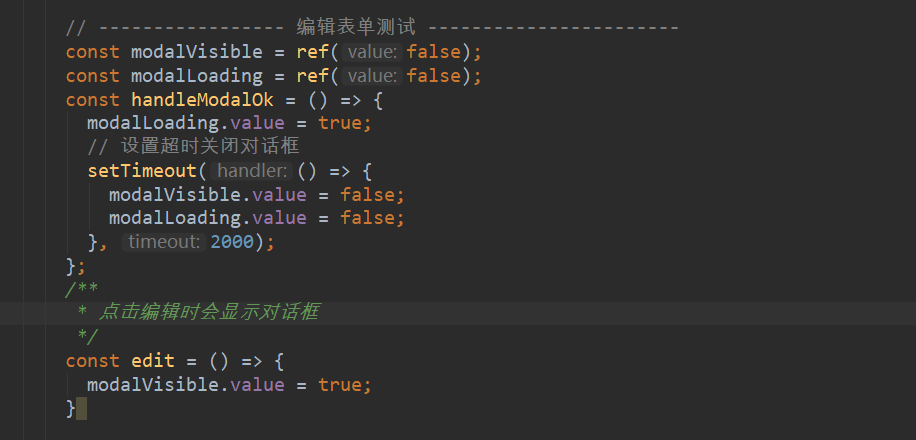 // ----------------- 编辑表单测试 -----------------------
const modalVisible = ref( value: false);
const modalLoading = ref( value: false);
const handleModalOk = () => {
  modalLoading.value = true;
  // 设置超时关闭对话框
  setTimeout( handler: () => {
    modalVisible.value = false;
    modalLoading.value = false;
  }, timeout: 2000);
};
/**
 * 点击编辑时会显示对话框
 */
const edit = () => {
  modalVisible.value = true;
}